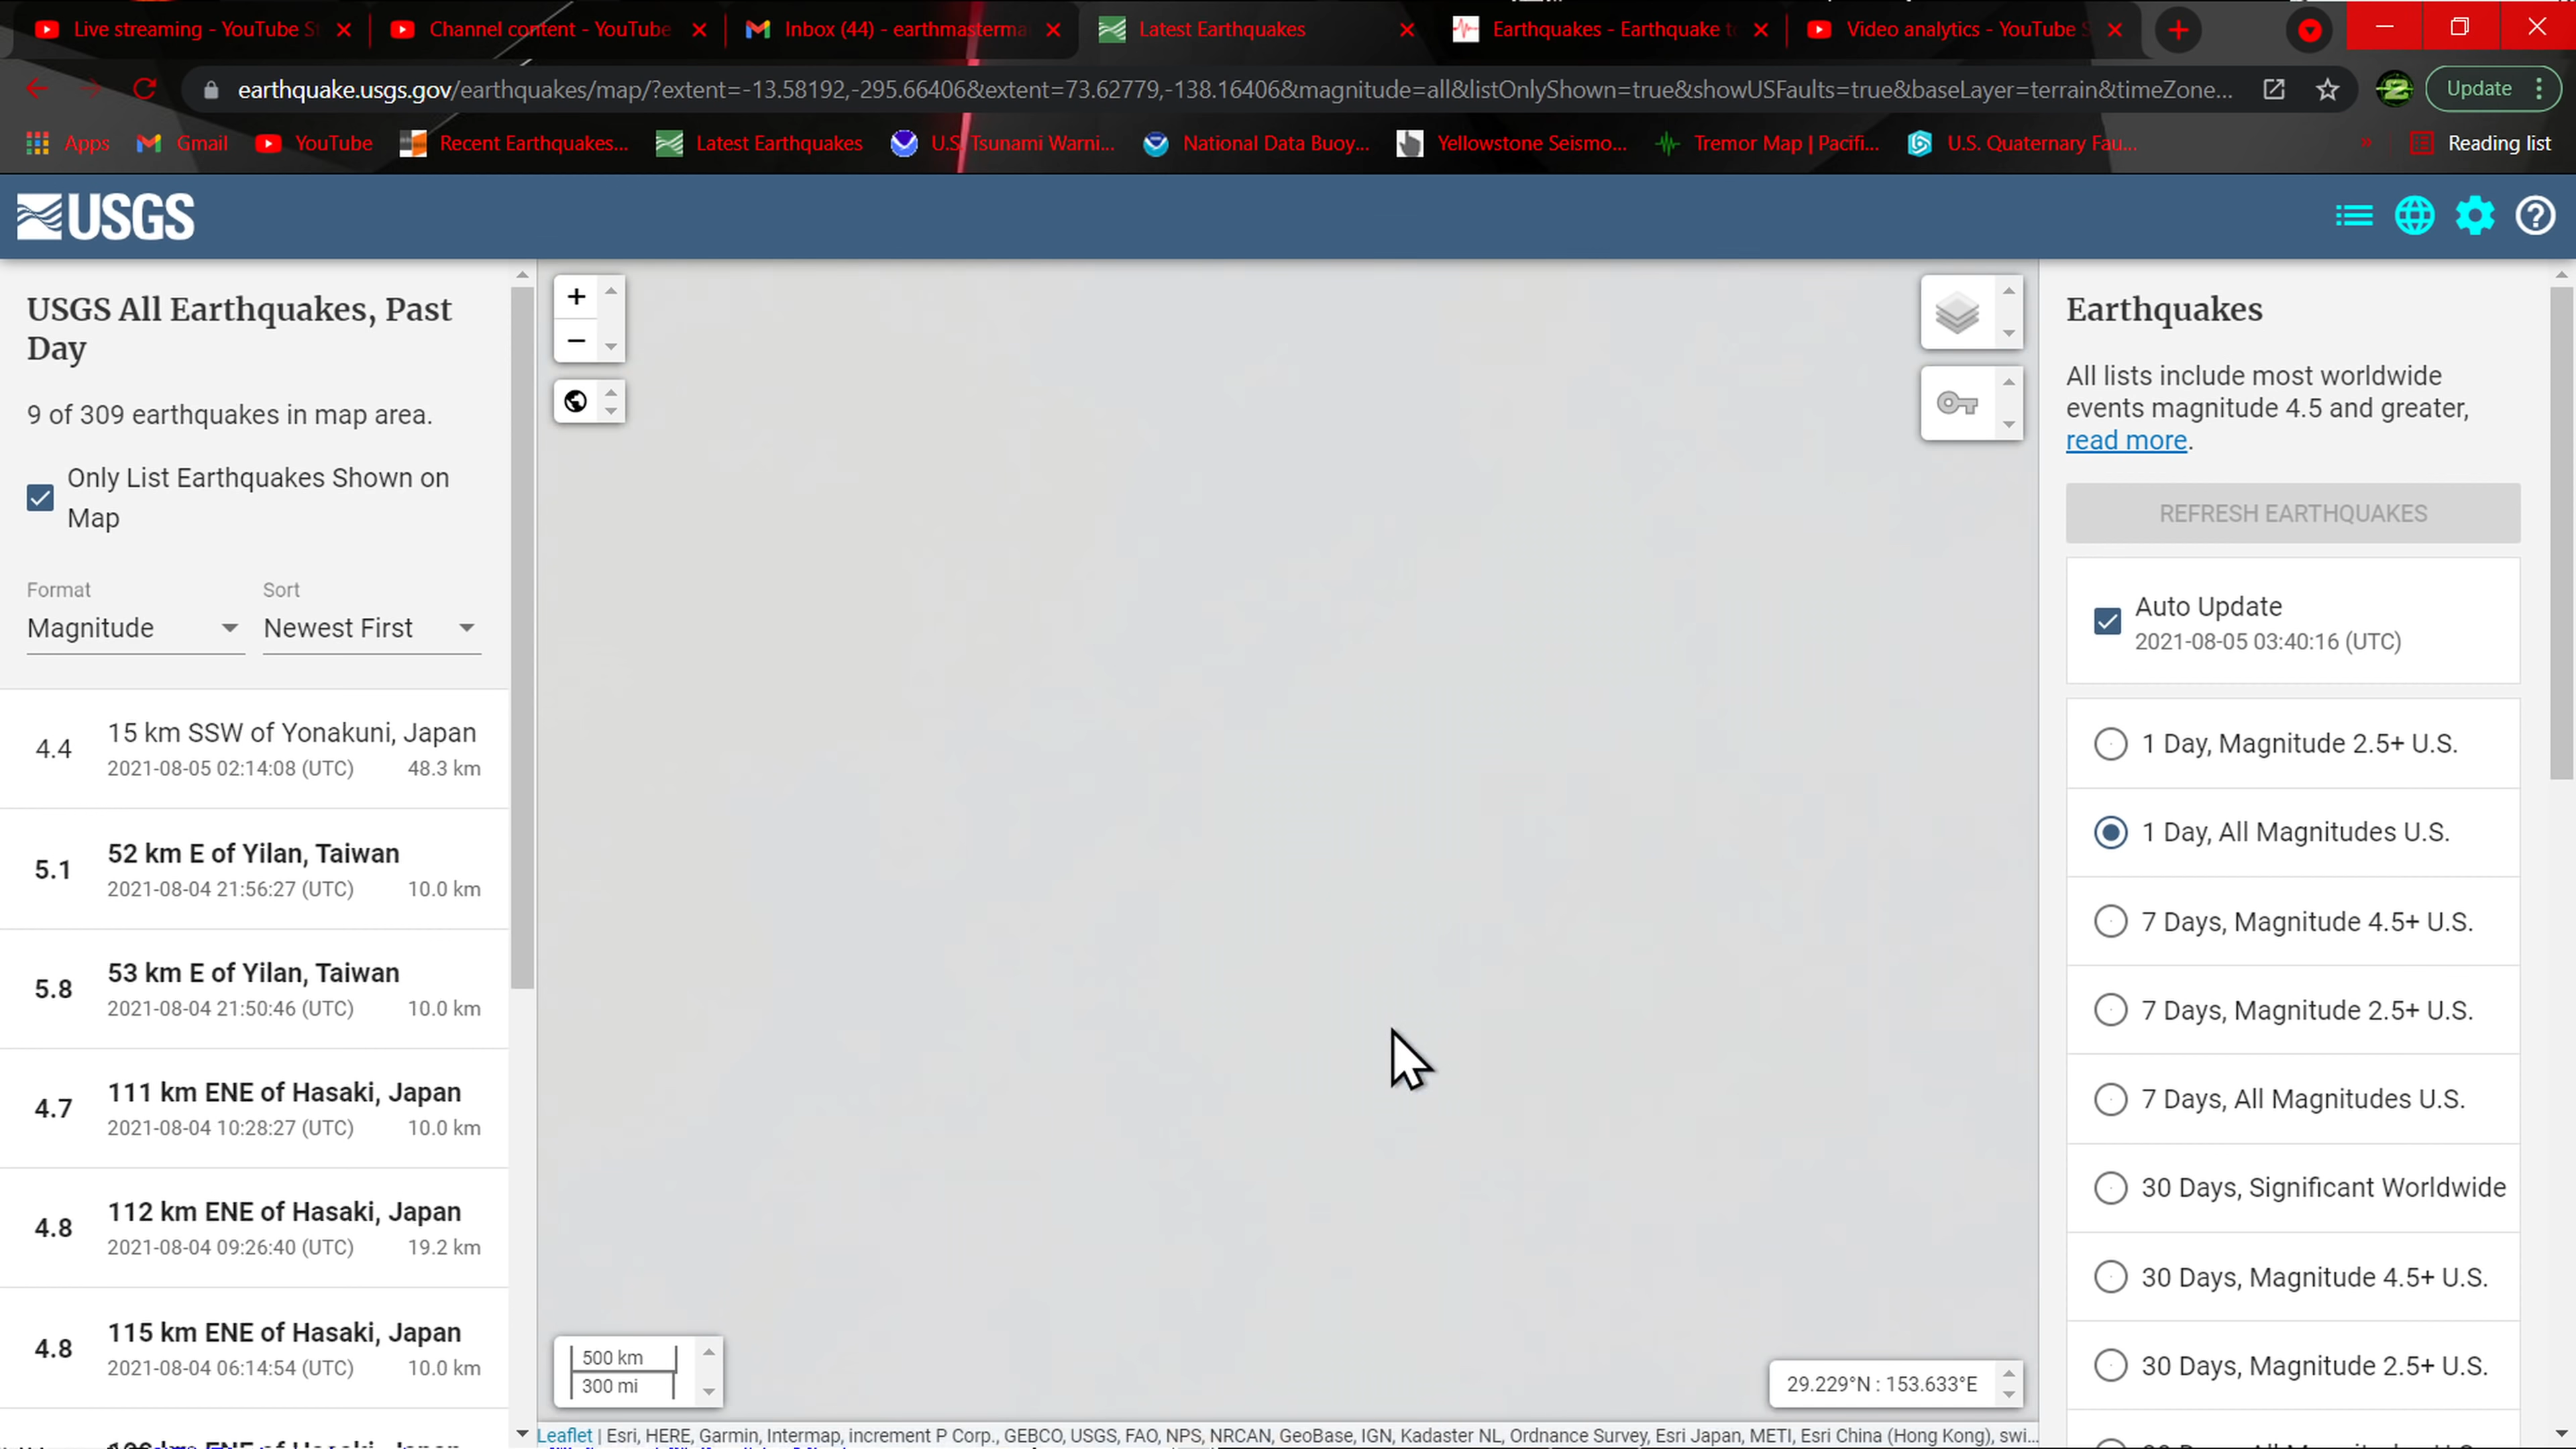 Live streaming - YouTube S
Channel content - YouTube
Inbox (44) - earthmasterma
Latest Earthquakes
Earthquakes - Earthquake to
Video analytics - YouTube S
earthquake.usgs.gov/earthquakes/map/?extent=-13.58192,-295.66406&extent=73.62779,-138.16406&magnitude=all&listOnlyShown=true&showUSFaults=true&baseLayer=terrain&timeZone...
Update
Apps
Gmail
YouTube
Recent Earthquakes...
Latest Earthquakes
U.S. Tsunami Warni...
National Data Buoy...
Yellowstone Seismo...
Tremor Map | Pacifi...
U.S. Quaternary Fau...
»
Reading list
USGS
USGS All Earthquakes, Past
Day
9 of 309 earthquakes in map area.
Only List Earthquakes Shown on
Map
Format
Sort
Magnitude
Newest First
4.4
15 km SSW of Yonakuni, Japan
2021-08-05 02:14:08 (UTC) 48.3 km
5.1
52 km E of Yilan, Taiwan
2021-08-04 21:56:27 (UTC) 10.0 km
5.8
53 km E of Yilan, Taiwan
2021-08-04 21:50:46 (UTC) 10.0 km
4.7
111 km ENE of Hasaki, Japan
2021-08-04 10:28:27 (UTC) 10.0 km
4.8
112 km ENE of Hasaki, Japan
2021-08-04 09:26:40 (UTC) 19.2 km
4.8
115 km ENE of Hasaki, Japan
2021-08-04 06:14:54 (UTC) 10.0 km
ENE of Hasaki, Japan
+
−
500 km
300 mi
29.229°N : 153.633°E
Leaflet | Esri, HERE, Garmin, Intermap, increment P Corp., GEBCO, USGS, FAO, NPS, NRCAN, GeoBase, IGN, Kadaster NL, Ordnance Survey, Esri Japan, METI, Esri China (Hong Kong), swi...
Earthquakes
All lists include most worldwide
events magnitude 4.5 and greater,
read more.
REFRESH EARTHQUAKES
Auto Update
2021-08-05 03:40:16 (UTC)
1 Day, Magnitude 2.5+ U.S.
1 Day, All Magnitudes U.S.
7 Days, Magnitude 4.5+ U.S.
7 Days, Magnitude 2.5+ U.S.
7 Days, All Magnitudes U.S.
30 Days, Significant Worldwide
30 Days, Magnitude 4.5+ U.S.
30 Days, Magnitude 2.5+ U.S.